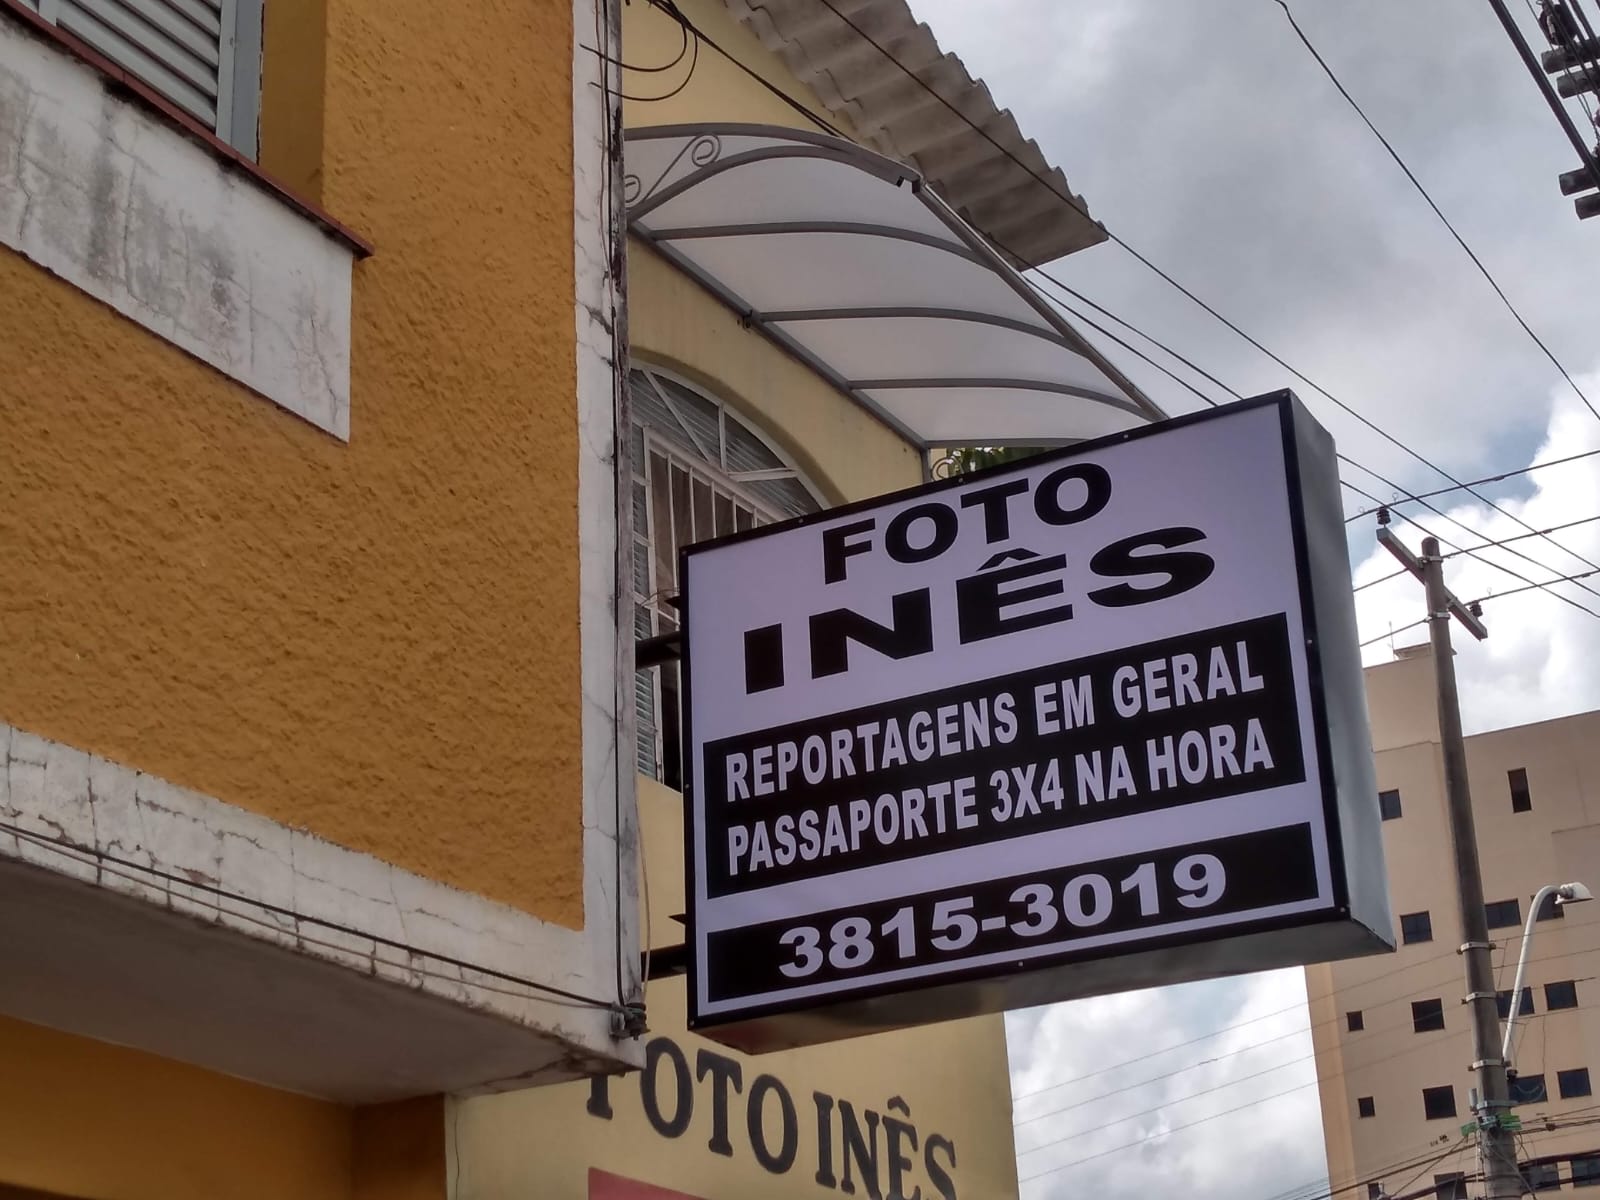 FOTO
INÊS
REPORTAGENS EM GERAL
PASSAPORTE 3X4 NA HORA
3815-3019
FOTO INÊS